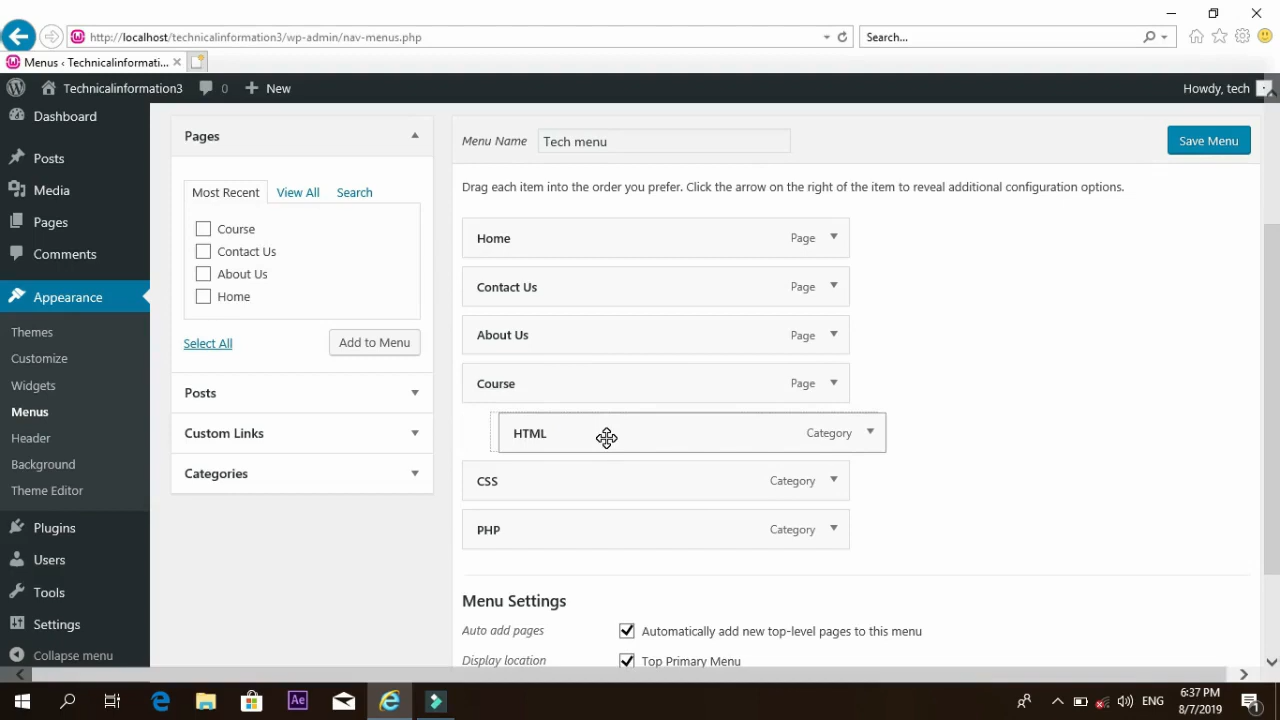 http://localhost/technicalinformation3/wp-admin/nav-menus.php
Search...
Menus ‹ Technicalinformati...
Technicalinformation3
0
New
Howdy, tech
Dashboard
Posts
Media
Pages
Comments
Appearance
Themes
Customize
Widgets
Menus
Header
Background
Theme Editor
Plugins
Users
Tools
Settings
Collapse menu
Pages
Most Recent View All Search
Course
Contact Us
About Us
Home
Select All
Add to Menu
Posts
Custom Links
Categories
Menu Name Tech menu
Save Menu
Drag each item into the order you prefer. Click the arrow on the right of the item to reveal additional configuration options.
Home Page
Contact Us Page
About Us Page
Course Page
HTML Category
CSS Category
PHP Category
Menu Settings
Auto add pages Automatically add new top-level pages to this menu
Display location Top Primary Menu
Ae
ENG
6:37 PM
8/7/2019
1